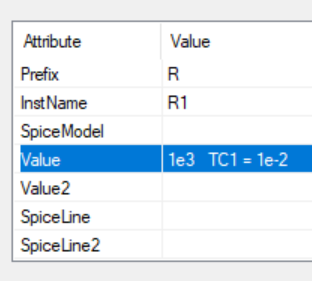 Attribute Value
Prefix R
InstName R1
SpiceModel
Value 1e3 TC1 = 1e-2
Value2
SpiceLine
SpiceLine2